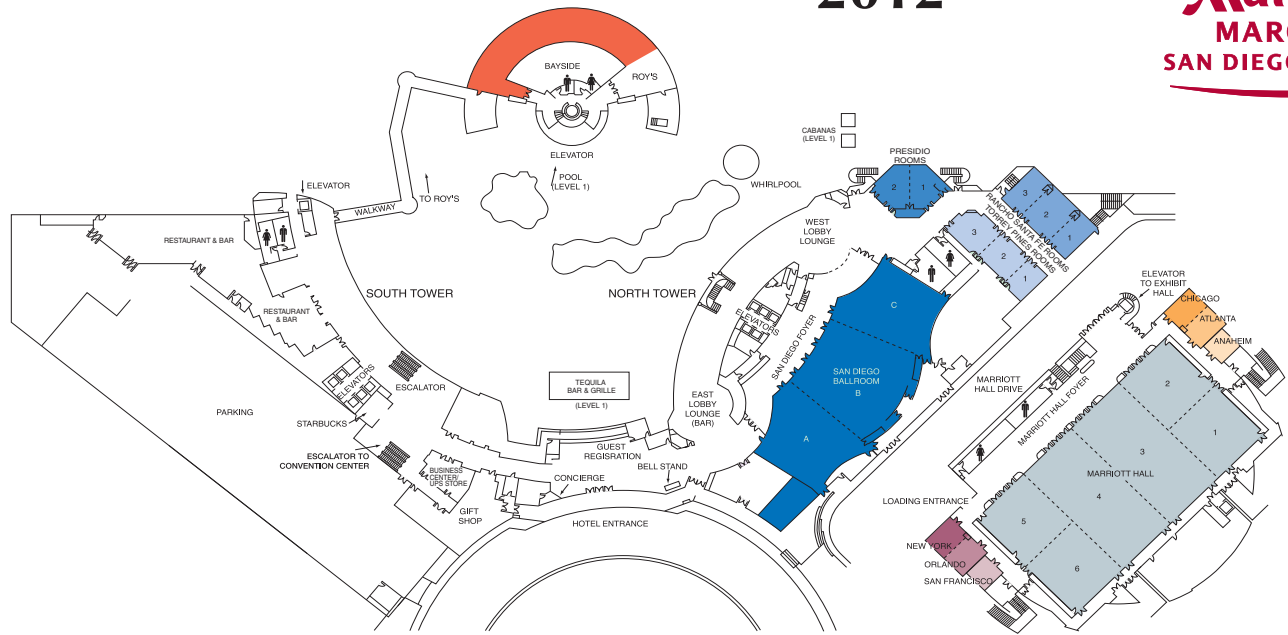 2012
MAR
SAN DIEGO
BAYSIDE
ROY'S
ELEVATOR
POOL
(LEVEL 1)
CABANAS
(LEVEL 1)
WHIRLPOOL
PRESIDIO
ROOMS
2
1
ELEVATOR
WALKWAY
TO ROY'S
RESTAURANT & BAR
RESTAURANT
& BAR
SOUTH TOWER
NORTH TOWER
WEST
LOBBY
LOUNGE
3
2
1
RANCHO SANTA FE ROOMS
TORREY PINES ROOMS
3
2
1
ELEVATORS
SAN DIEGO FOYER
C
SAN DIEGO
BALLROOM
B
A
ELEVATOR
TO EXHIBIT
HALL
CHICAGO
ATLANTA
ANAHEIM
MARRIOTT
HALL DRIVE
MARRIOTT HALL FOYER
2
1
3
MARRIOTT HALL
4
5
6
LOADING ENTRANCE
NEW YORK
ORLANDO
SAN FRANCISCO
ESCALATOR
ELEVATORS
STARBUCKS
PARKING
TEQUILA
BAR & GRILLE
(LEVEL 1)
EAST
LOBBY
LOUNGE
(BAR)
ESCALATOR TO
CONVENTION CENTER
BUSINESS
CENTER/
UPS STORE
GIFT
SHOP
CONCIERGE
GUEST
REGISRATION
BELL STAND
HOTEL ENTRANCE